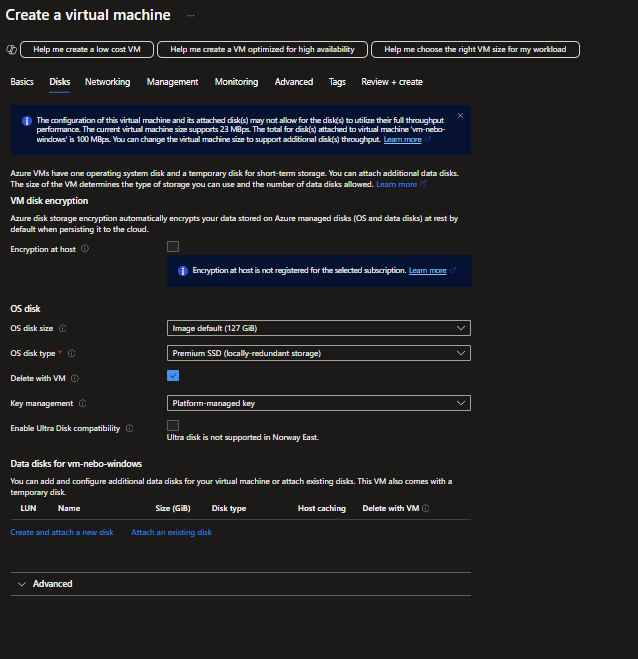 Create a virtual machine ...
Help me create a low cost VM
Help me create a VM optimized for high availability
Help me choose the right VM size for my workload
Basics Disks Networking Management Monitoring Advanced Tags Review + create
The configuration of this virtual machine and its attached disk(s) may not allow for the disk(s) to utilize their full throughput
performance. The current virtual machine size supports 23 MBps. The total for disk(s) attached to virtual machine 'vm-nebo-
windows' is 100 MBps. You can change the virtual machine size to support additional disk(s) throughput. Learn more
Azure VMs have one operating system disk and a temporary disk for short-term storage. You can attach additional data disks.
The size of the VM determines the type of storage you can use and the number of data disks allowed. Learn more
VM disk encryption
Azure disk storage encryption automatically encrypts your data stored on Azure managed disks (OS and data disks) at rest by
default when persisting it to the cloud.
Encryption at host
Encryption at host is not registered for the selected subscription. Learn more
OS disk
OS disk size Image default (127 GiB)
OS disk type * Premium SSD (locally-redundant storage)
Delete with VM
Key management Platform-managed key
Enable Ultra Disk compatibility
Ultra disk is not supported in Norway East.
Data disks for vm-nebo-windows
You can add and configure additional data disks for your virtual machine or attach existing disks. This VM also comes with a
temporary disk.
LUN Name Size (GiB) Disk type Host caching Delete with VM
Create and attach a new disk Attach an existing disk
Advanced